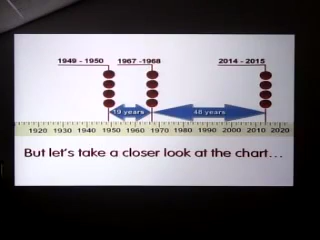 1949 - 1950 1967 -1968 2014 - 2015
19 years 48 years
1920 1930 1940 1950 1960 1970 1980 1990 2000 2010 2020
But let's take a closer look at the chart...